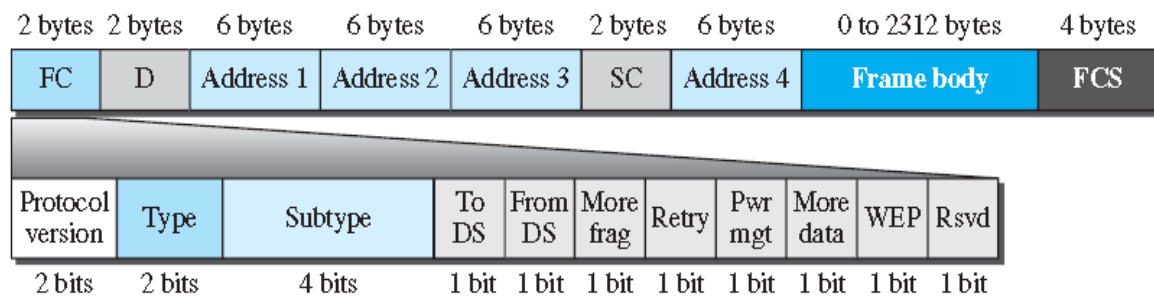 2 bytes 2 bytes 6 bytes 6 bytes 6 bytes 2 bytes 6 bytes 0 to 2312 bytes 4 bytes
FC D Address 1 Address 2 Address 3 SC Address 4 Frame body FCS
Protocol version Type Subtype To DS From DS More frag Retry Pwr mgt More data WEP Rsvd
2 bits 2 bits 4 bits 1 bit 1 bit 1 bit 1 bit 1 bit 1 bit 1 bit 1 bit